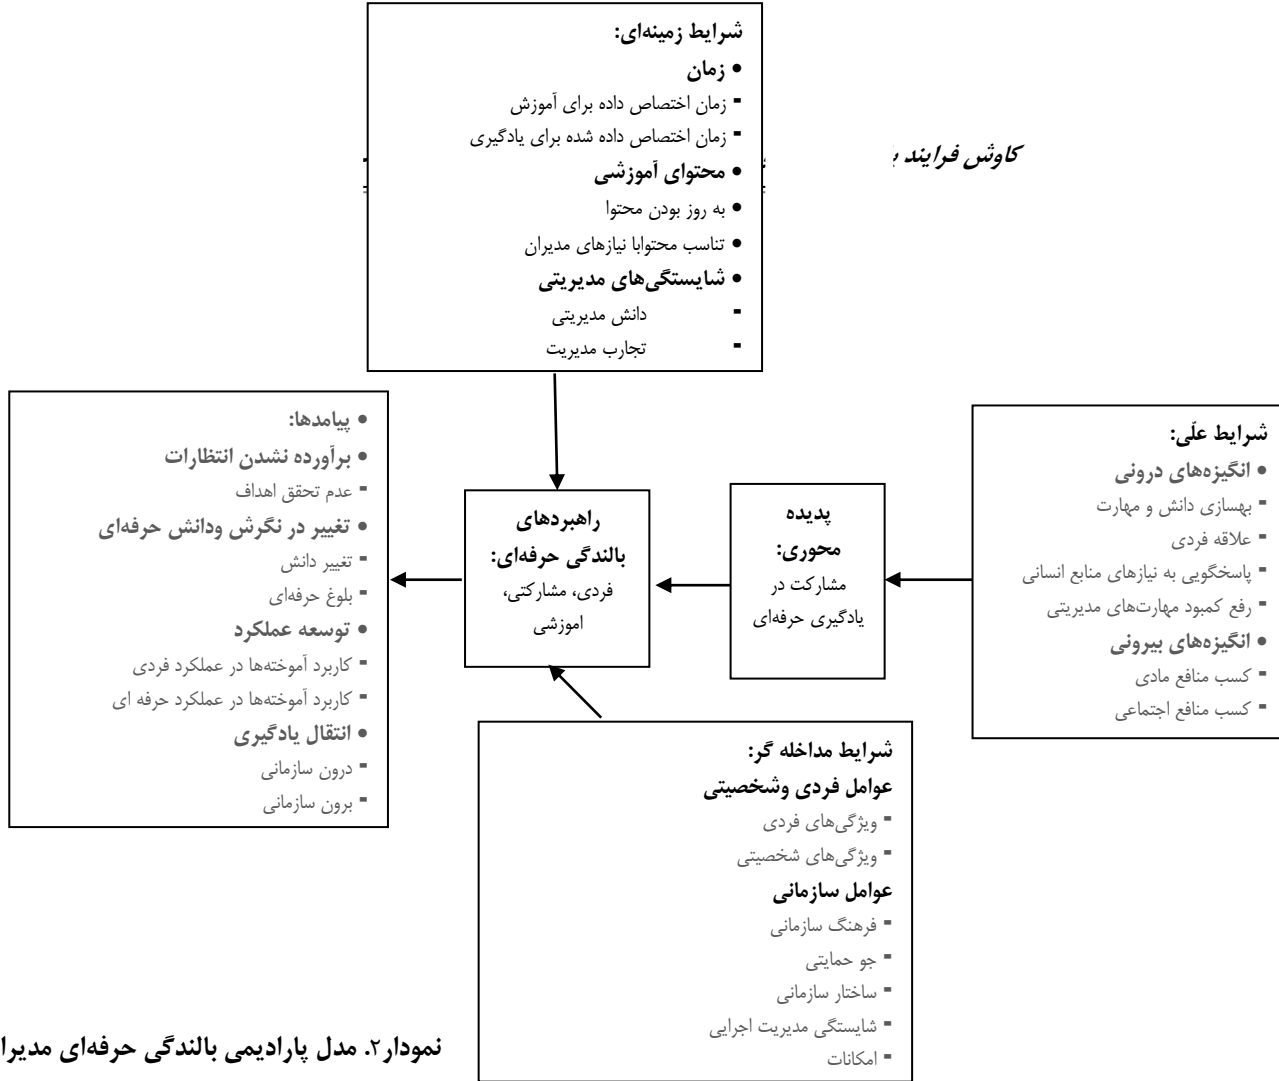 شرایط زمینه‌ای:
• زمان
- زمان اختصاص داده برای آموزش
- زمان اختصاص داده شده برای یادگیری
• محتوای آموزشی
• به روز بودن محتوا
• تناسب محتوابا نیازهای مدیران
• شایستگی‌های مدیریتی
- دانش مدیریتی
- تجارب مدیریت
کاوش فرایند
شرایط علّی:
• انگیزه‌های درونی
- بهسازی دانش و مهارت
- علاقه فردی
- پاسخگویی به نیازهای منابع انسانی
- رفع کمبود مهارت‌های مدیریتی
• انگیزه‌های بیرونی
- کسب منافع مادی
- کسب منافع اجتماعی
پدیده
محوری:
مشارکت در
یادگیری حرفه‌ای
راهبردهای
بالندگی حرفه‌ای:
فردی، مشارکتی،
اموزشی
• پیامدها:
• برآورده نشدن انتظارات
- عدم تحقق اهداف
• تغییر در نگرش ودانش حرفه‌ای
- تغییر دانش
- بلوغ حرفه‌ای
• توسعه عملکرد
- کاربرد آموخته‌ها در عملکرد فردی
- کاربرد آموخته‌ها در عملکرد حرفه ای
• انتقال یادگیری
- درون سازمانی
- برون سازمانی
شرایط مداخله گر:
عوامل فردی وشخصیتی
- ویژگی‌های فردی
- ویژگی‌های شخصیتی
عوامل سازمانی
- فرهنگ سازمانی
- جو حمایتی
- ساختار سازمانی
- شایستگی مدیریت اجرایی
- امکانات
نمودار۲. مدل پارادیمی بالندگی حرفه‌ای مدیرا